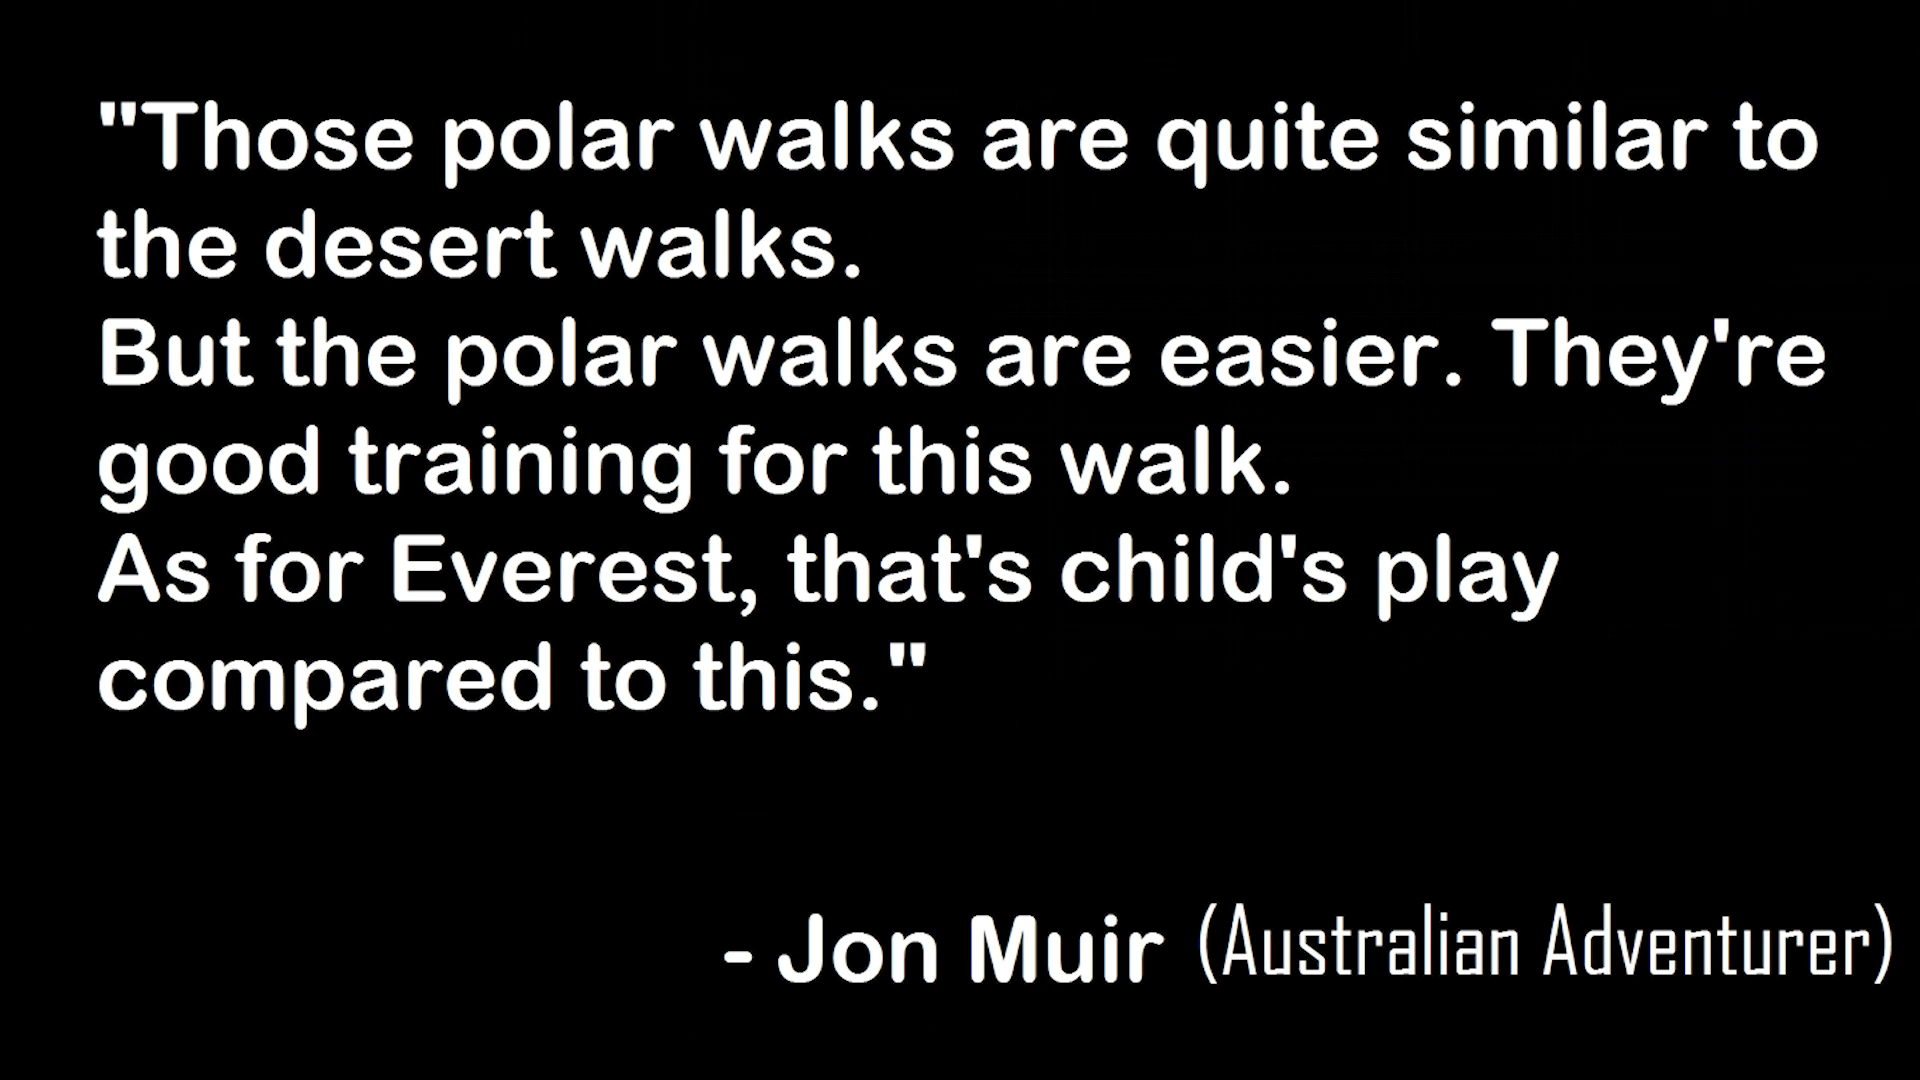 "Those polar walks are quite similar to
the desert walks.
But the polar walks are easier. They're
good training for this walk.
As for Everest, that's child's play
compared to this."
- Jon Muir (Australian Adventurer)